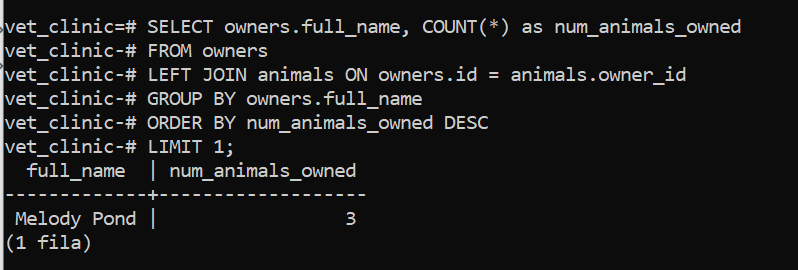 vet_clinic=# SELECT owners.full_name, COUNT(*) as num_animals_owned
vet_clinic-# FROM owners
vet_clinic-# LEFT JOIN animals ON owners.id = animals.owner_id
vet_clinic-# GROUP BY owners.full_name
vet_clinic-# ORDER BY num_animals_owned DESC
vet_clinic-# LIMIT 1;
  full_name  | num_animals_owned
-------------+-------------------
 Melody Pond |                 3
(1 fila)